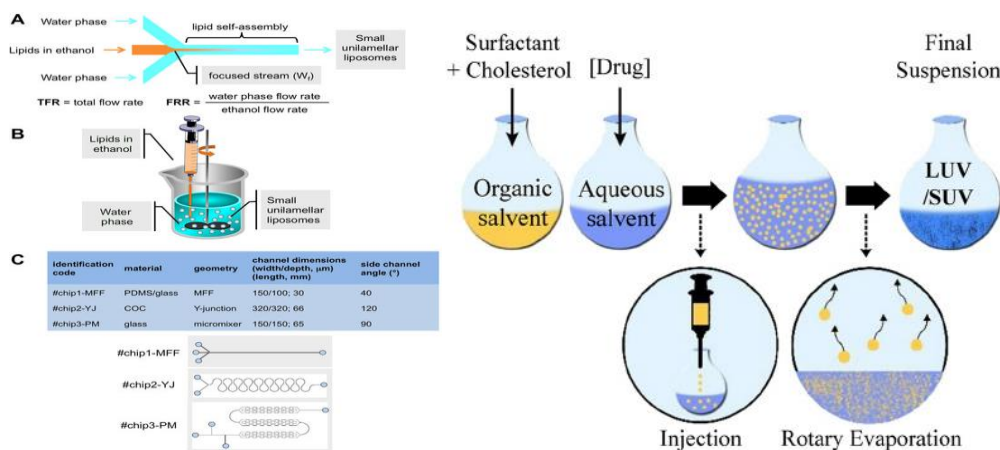 A
Water phase
Lipids in ethanol
Water phase
lipid self-assembly
Small
unilamellar
liposomes
focused stream (Wf)
TFR = total flow rate
FRR = water phase flow rate
ethanol flow rate
B
Lipids in
ethanol
Water
phase
Small
unilamellar
liposomes
C
identification code material geometry channel dimensions (width/depth, μm) (length, mm) side channel angle (°)
#chip1-MFF PDMS/glass MFF 150/100; 30 40
#chip2-YJ COC Y-junction 320/320; 66 120
#chip3-PM glass micromixer 150/150; 65 90
#chip1-MFF
#chip2-YJ
#chip3-PM
Surfactant
+ Cholesterol
[Drug]
Final
Suspension
Organic
salvent
Aqueous
salvent
LUV
/SUV
Injection
Rotary Evaporation